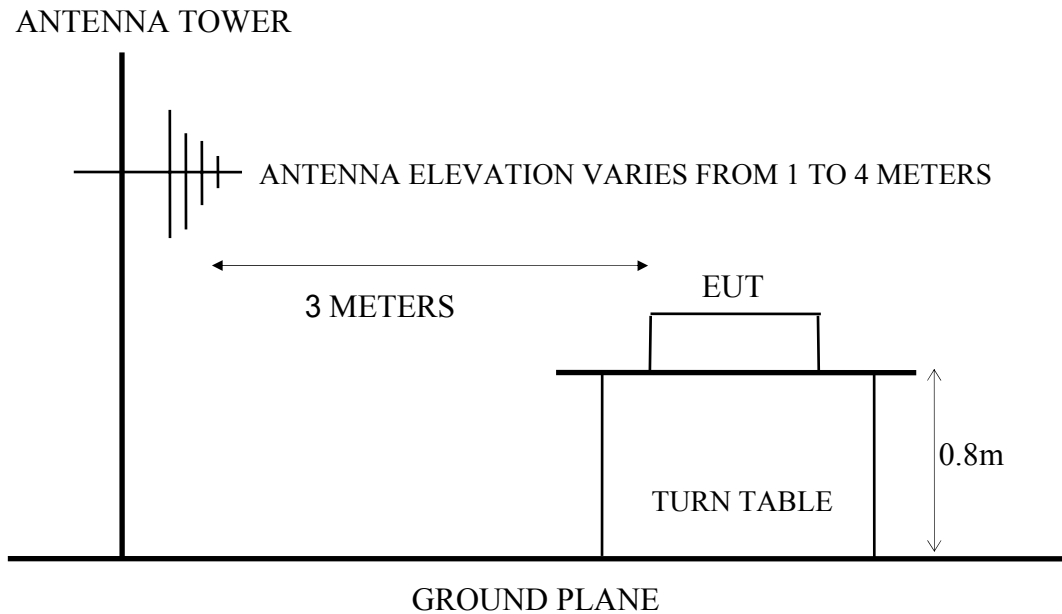 ANTENNA TOWER
ANTENNA ELEVATION VARIES FROM 1 TO 4 METERS
3 METERS
EUT
0.8m
TURN TABLE
GROUND PLANE